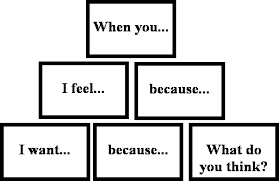 When you...
I feel...
because...
I want...
because...
What do
you think?